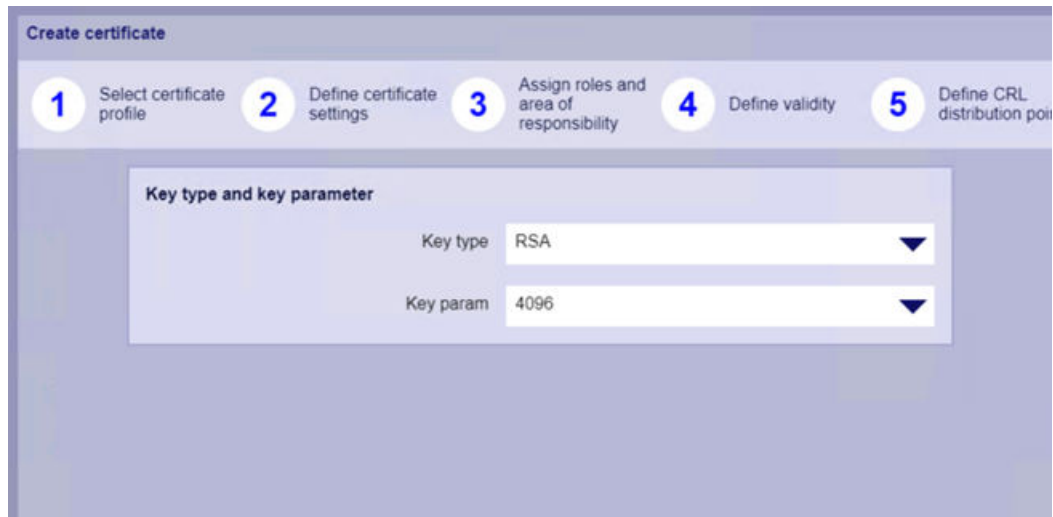 Create certificate
1
Select certificate
profile
2
Define certificate
settings
3
Assign roles and
area of
responsibility
4
Define validity
5
Define CRL
distribution
Key type and key parameter
Key type
RSA
Key param
4096